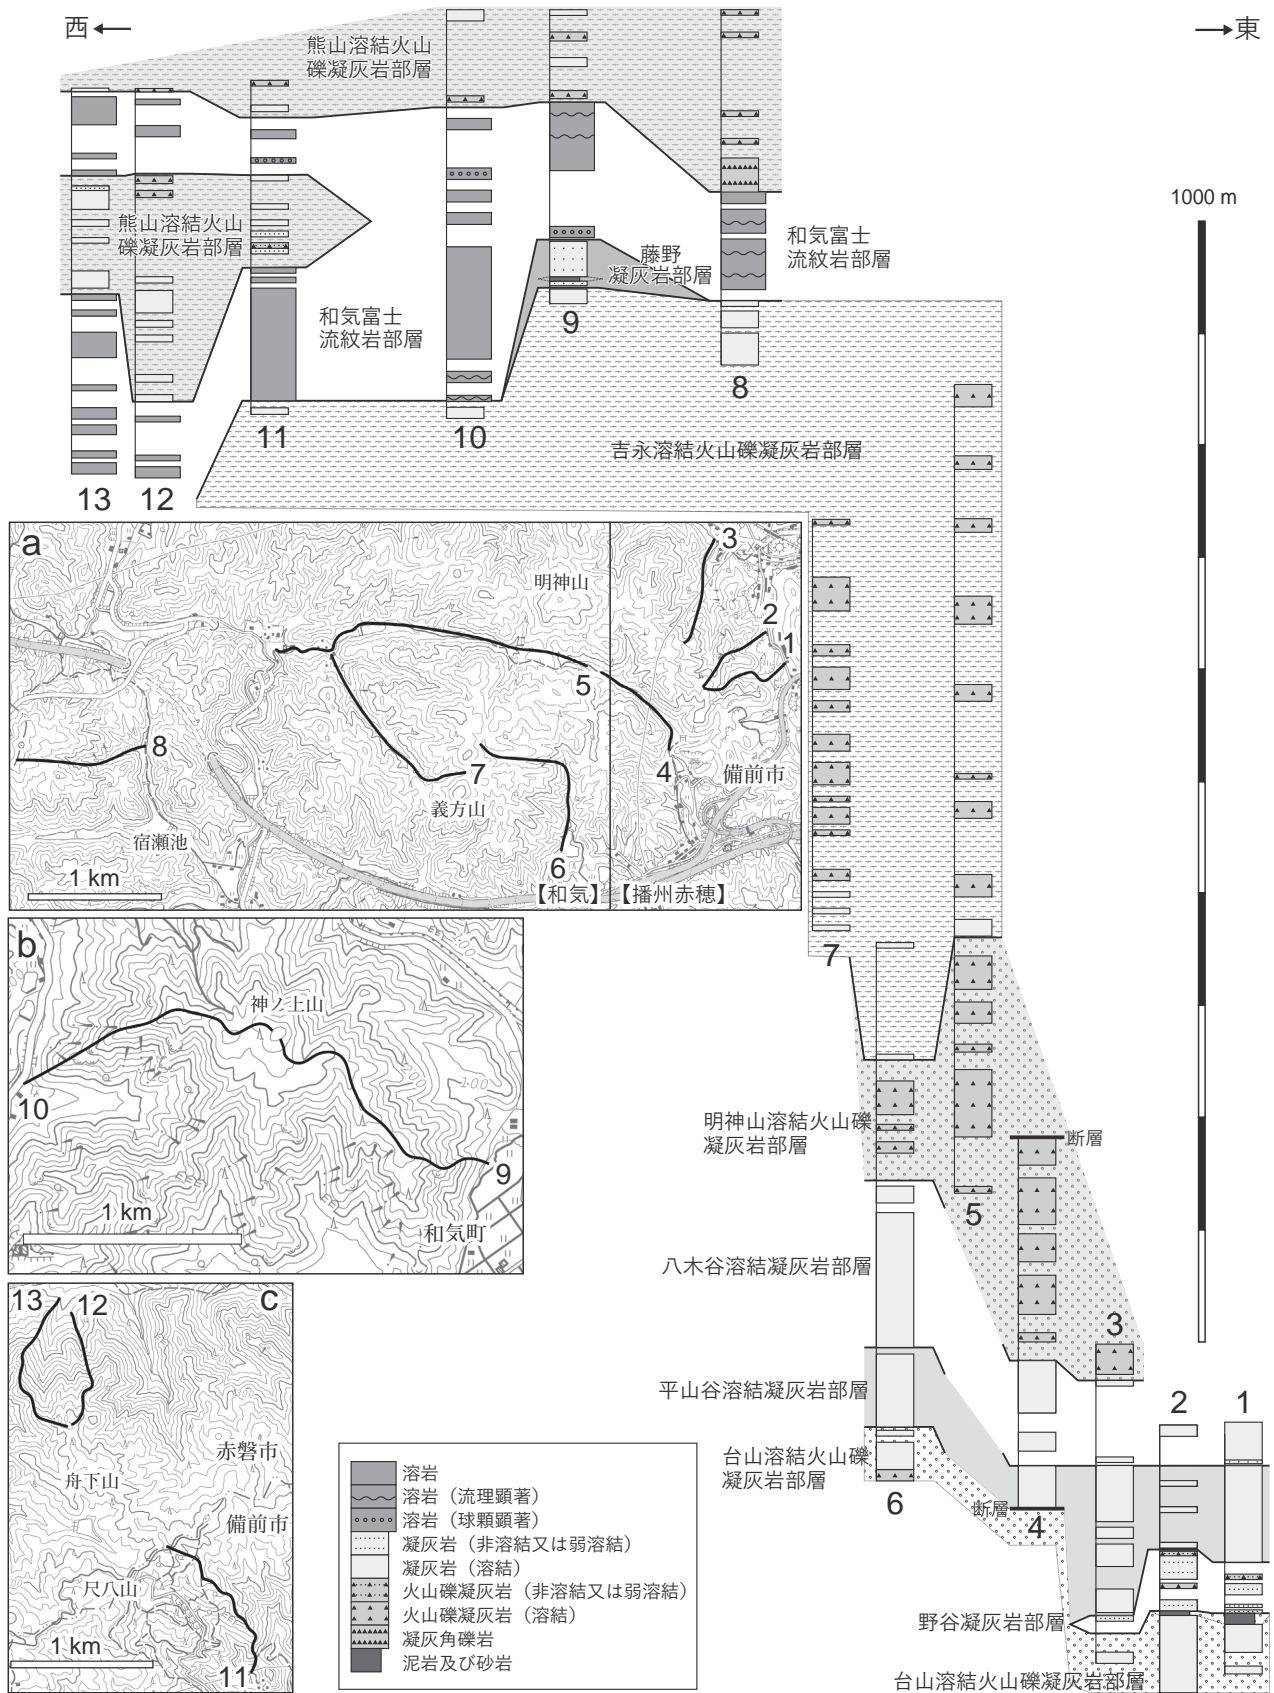 西 ←
→ 東
熊山溶結火山
礫凝灰岩部層
1000 m
熊山溶結火山
礫凝灰岩部層
藤野
凝灰岩部層
和気富士
流紋岩部層
和気富士
流紋岩部層
9
8
11
10
13
12
吉永溶結火山礫凝灰岩部層
a
3
明神山
2
1
5
8
4
7
備前市
義方山
宿瀬池
6
1 km
【和気】
【播州赤穂】
7
b
神ノ上山
100
10
9
1 km
和気町
明神山溶結火山礫
凝灰岩部層
断層
5
八木谷溶結凝灰岩部層
c
13
12
3
平山谷溶結凝灰岩部層
2
1
赤磐市
台山溶結火山礫
凝灰岩部層
舟下山
6
断層
4
備前市
尺八山
1 km
11
野谷凝灰岩部層
台山溶結火山礫凝灰岩部層
溶岩
溶岩（流理顕著）
溶岩（球顆顕著）
凝灰岩（非溶結又は弱溶結）
凝灰岩（溶結）
火山礫凝灰岩（非溶結又は弱溶結）
火山礫凝灰岩（溶結）
凝灰角礫岩
泥岩及び砂岩